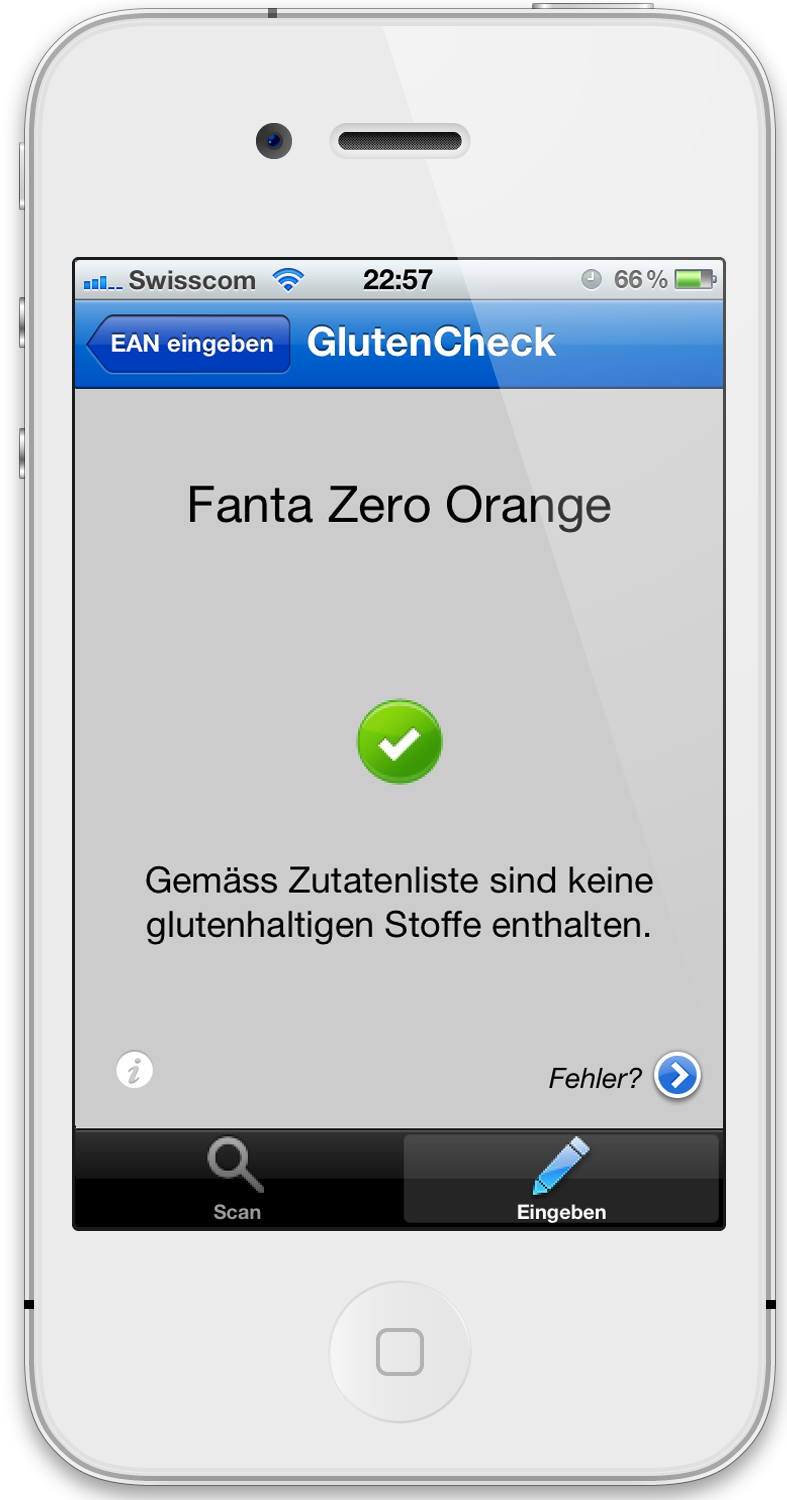 Swisscom 22:57 66 %
EAN eingeben GlutenCheck
Fanta Zero Orange
Gemäss Zutatenliste sind keine
glutenhaltigen Stoffe enthalten.
i Fehler?
Scan Eingeben